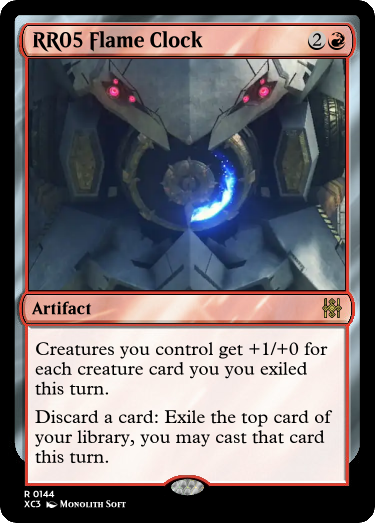 RR05 Flame Clock 2
Artifact
Creatures you control get +1/+0 for
each creature card you you exiled
this turn.
Discard a card: Exile the top card of
your library, you may cast that card
this turn.
R 0144
XC3 Monolith Soft